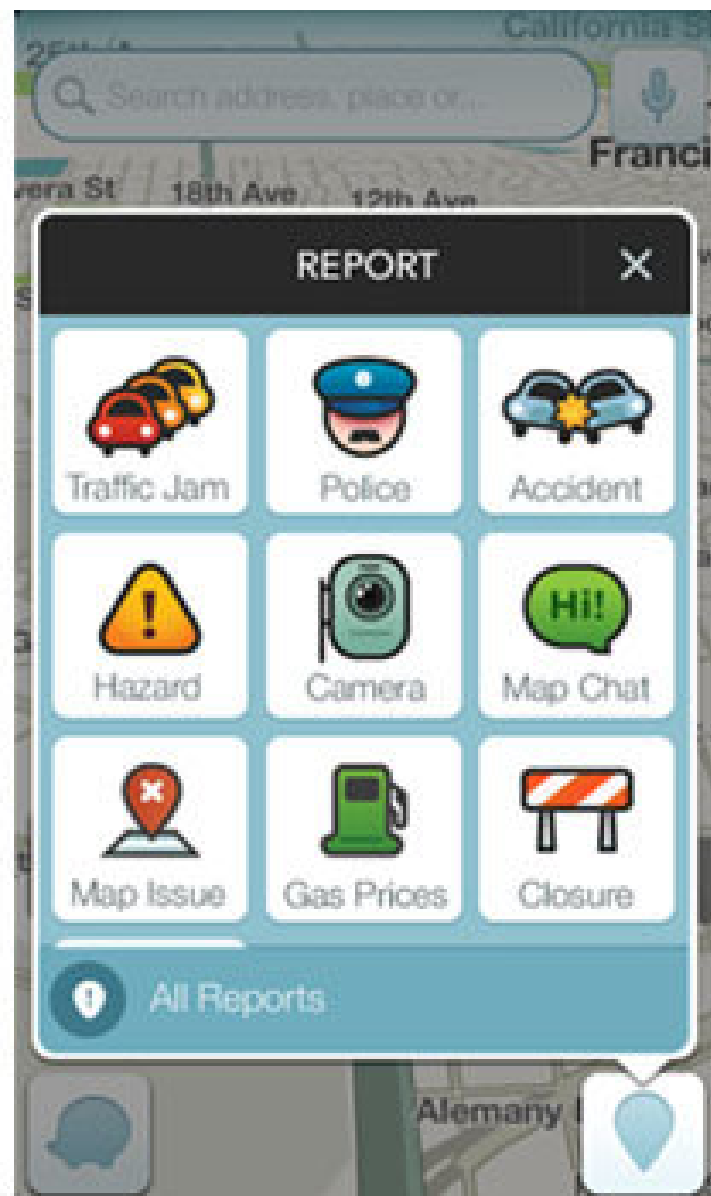 California S
25th
Search address, place or...
Franci
vera St
18th Ave
12th Ave
REPORT
Traffic Jam
Police
Accident
Hazard
Hi!
Camera
Map Chat
Map Issue
Gas Prices
Closure
All Reports
Alemany